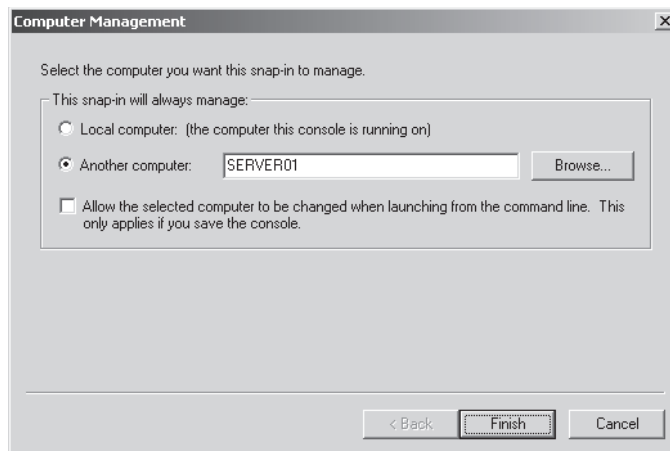 Computer Management
Select the computer you want this snap-in to manage.
This snap-in will always manage:
Local computer: (the computer this console is running on)
Another computer: SERVER01 Browse...
Allow the selected computer to be changed when launching from the command line. This
only applies if you save the console.
< Back Finish Cancel